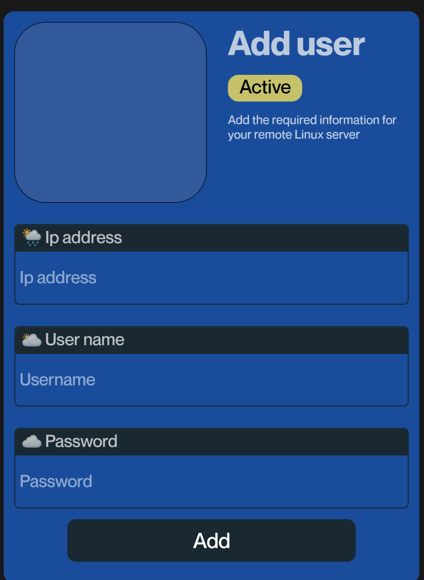 Add user
Active
Add the required information for
your remote Linux server
🌦️ Ip address
Ip address
🌥️ User name
Username
☁️ Password
Password
Add